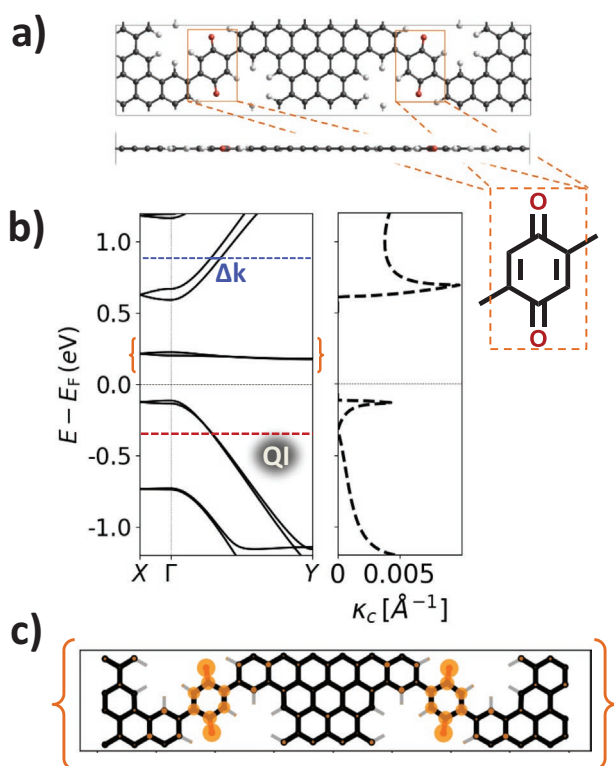 a)
O
O
b)
1.0
0.5
0.0
-0.5
-1.0
E − E_F (eV)
Δk
QI
X Γ Y
0 0.005
κ_c [Å⁻¹]
c)